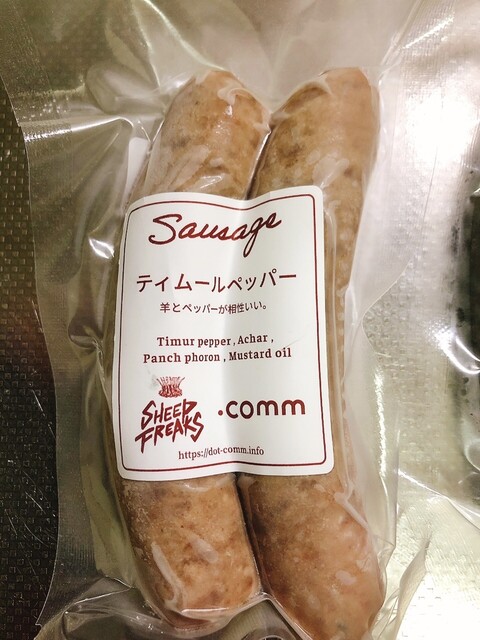 Sausage
ティムールペッパー
羊とペッパーが相性いい。
Timur pepper , Achar ,
Panch phoron , Mustard oil
SHEEP
FREAKS
.comm
https://dot-comm.info